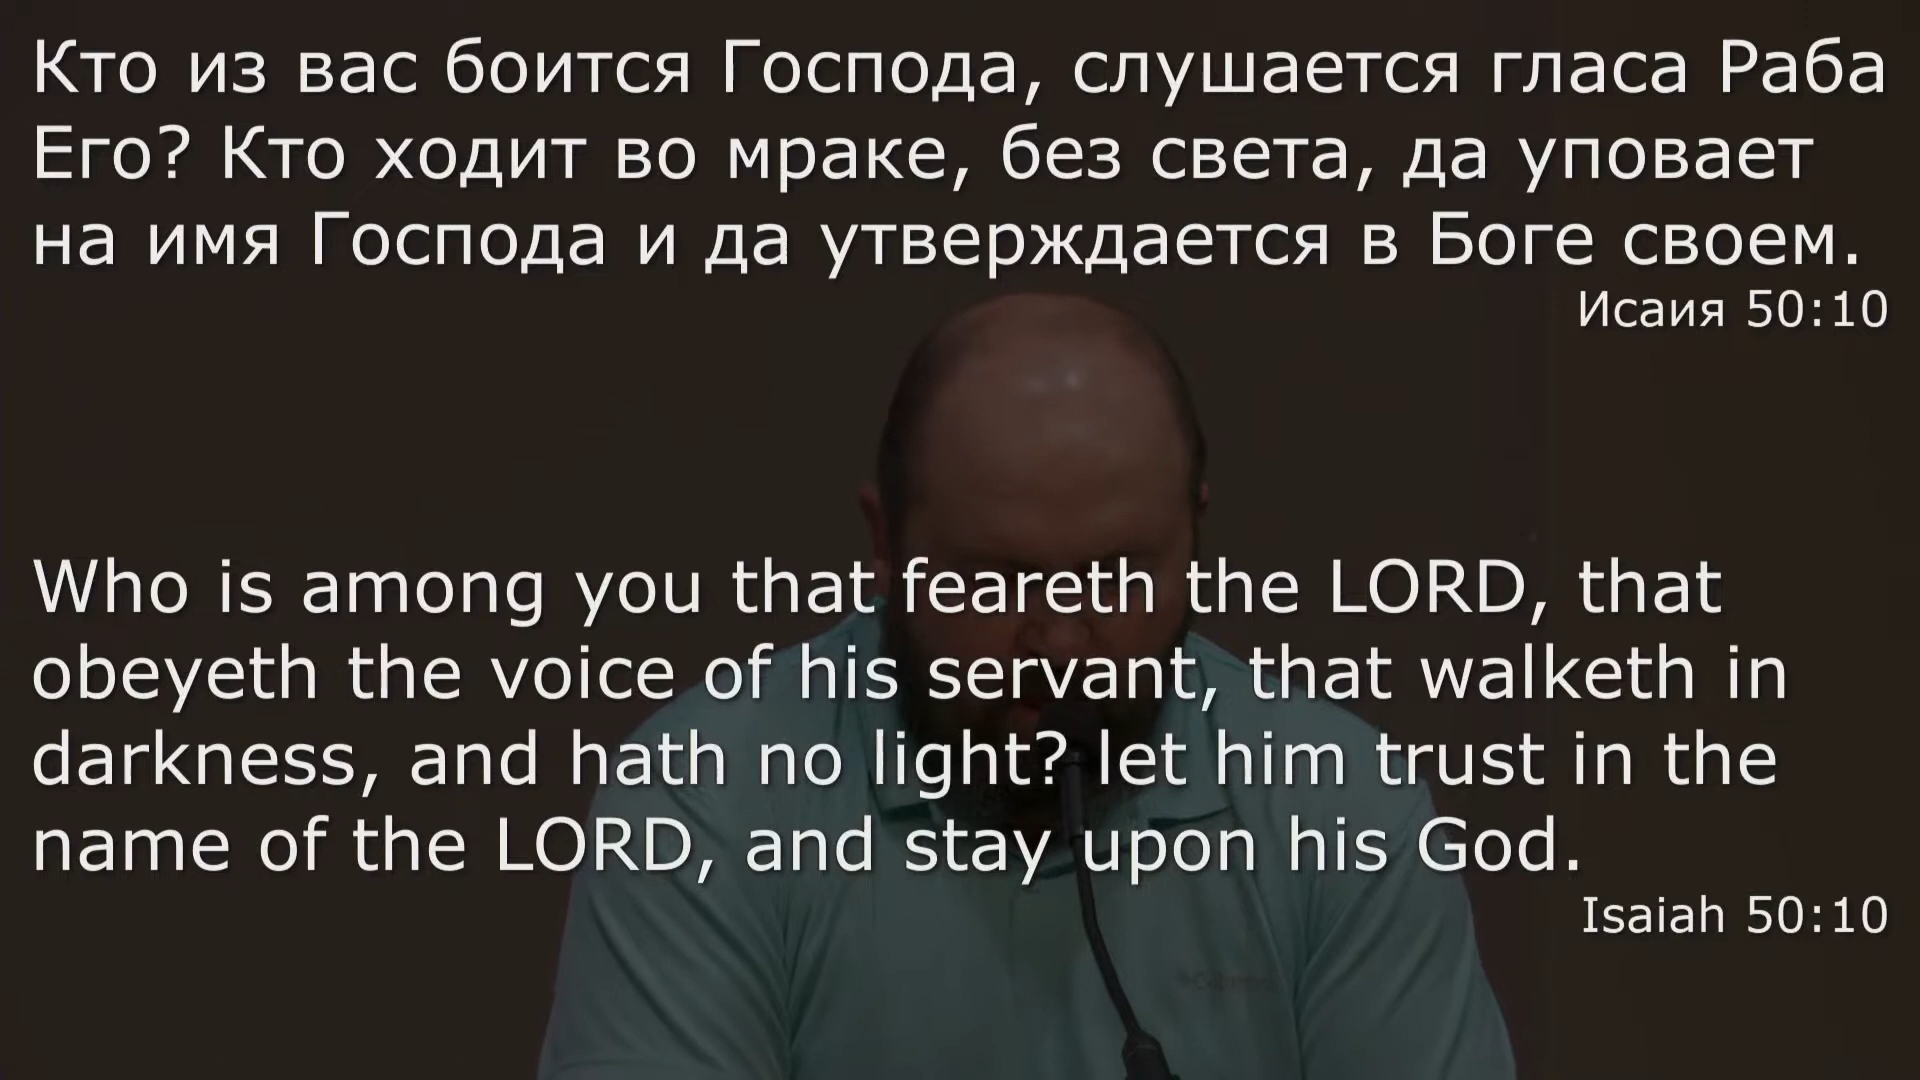 Кто из вас боится Господа, слушается гласа Раба
Его? Кто ходит во мраке, без света, да уповает
на имя Господа и да утверждается в Боге своем.
Исаия 50:10
Who is among you that feareth the LORD, that
obeyeth the voice of his servant, that walketh in
darkness, and hath no light? let him trust in the
name of the LORD, and stay upon his God.
Isaiah 50:10